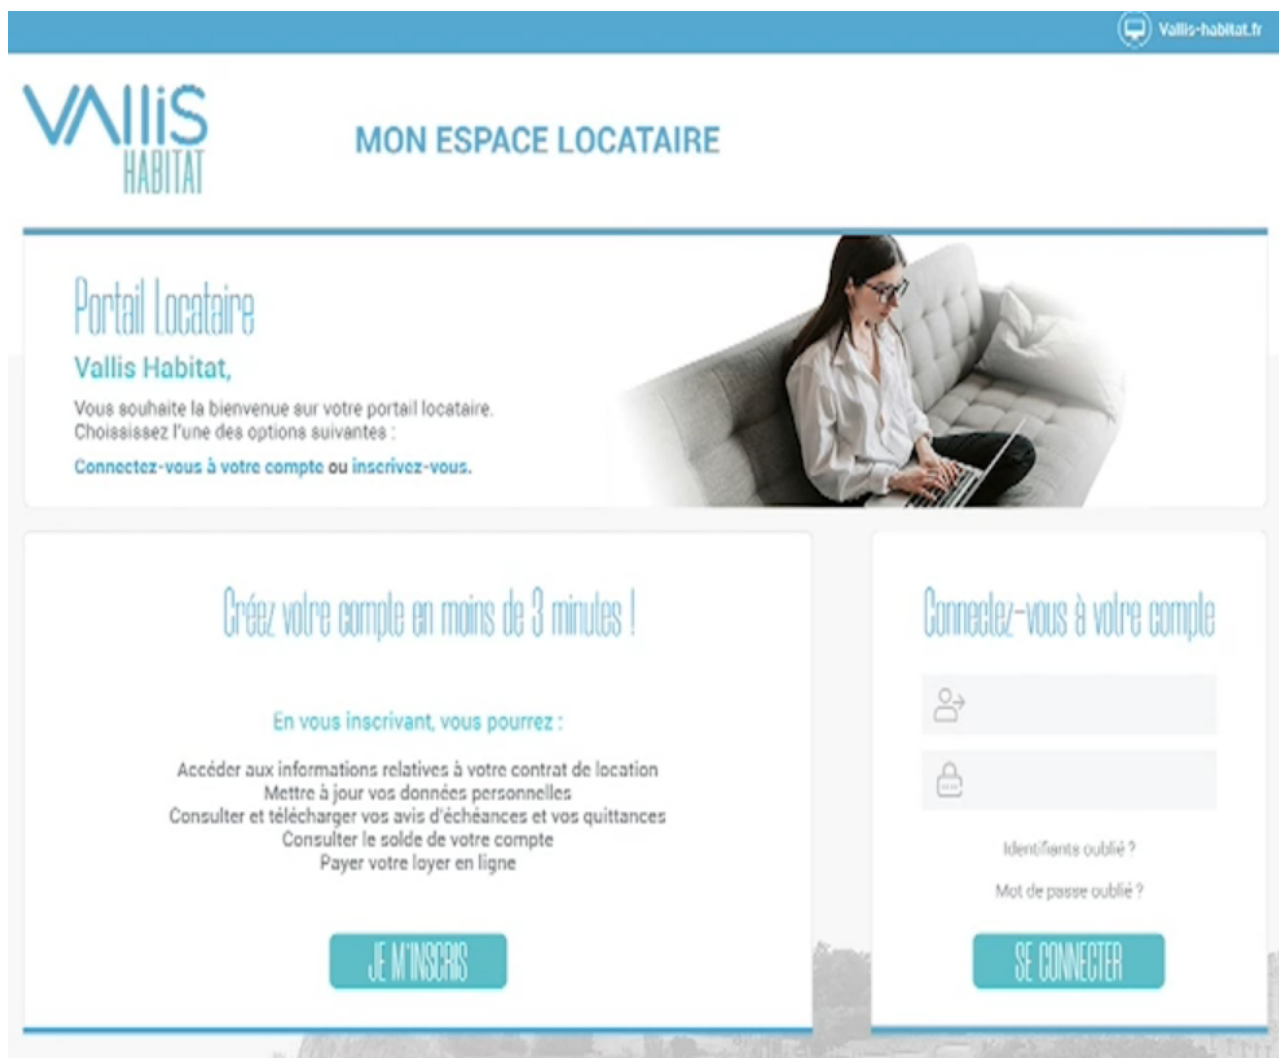 Vallis-habitat.fr
VALLIS
HABITAT
MON ESPACE LOCATAIRE
Portail Locataire
Vallis Habitat,
Vous souhaite la bienvenue sur votre portail locataire.
Choississez l'une des options suivantes :
Connectez-vous à votre compte ou inscrivez-vous.
Créez votre compte en moins de 3 minutes !
En vous inscrivant, vous pourrez :
Accéder aux informations relatives à votre contrat de location
Mettre à jour vos données personnelles
Consulter et télécharger vos avis d'échéances et vos quittances
Consulter le solde de votre compte
Payer votre loyer en ligne
JE M'INSCRIS
Connectez-vous à votre compte
Identifiants oublié ?
Mot de passe oublié ?
SE CONNECTER